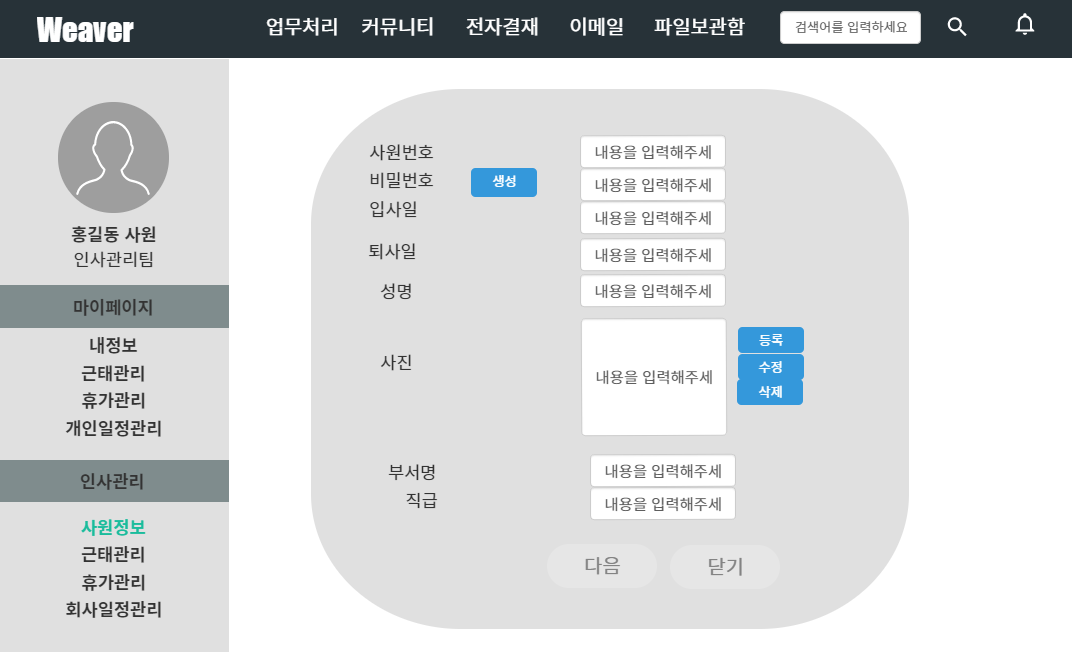 Weaver
업무처리 커뮤니티 전자결재 이메일 파일보관함 검색어를 입력하세요
홍길동 사원
인사관리팀
마이페이지
내정보
근태관리
휴가관리
개인일정관리
인사관리
사원정보
근태관리
휴가관리
회사일정관리
사원번호 내용을 입력해주세
비밀번호 생성 내용을 입력해주세
입사일 내용을 입력해주세
퇴사일 내용을 입력해주세
성명 내용을 입력해주세
사진 내용을 입력해주세
등록
수정
삭제
부서명 내용을 입력해주세
직급 내용을 입력해주세
다음 닫기